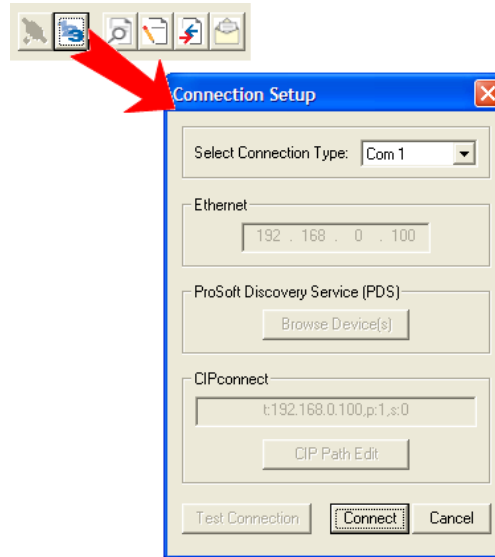 Connection Setup
Select Connection Type: Com 1
Ethernet
192 . 168 . 0 . 100
ProSoft Discovery Service (PDS)
Browse Device(s)
CIPconnect
t:192.168.0.100,p:1,s:0
CIP Path Edit
Test Connection Connect Cancel